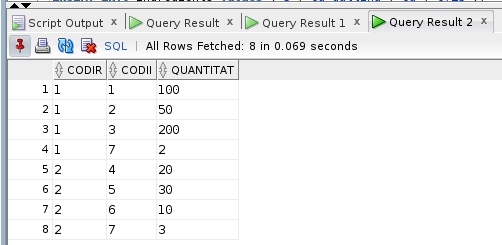 Script Output x Query Result x Query Result 1 x Query Result 2 x
SQL | All Rows Fetched: 8 in 0.069 seconds
CODIR CODII QUANTITAT
1 1 1 100
2 1 2 50
3 1 3 200
4 1 7 2
5 2 4 20
6 2 5 30
7 2 6 10
8 2 7 3